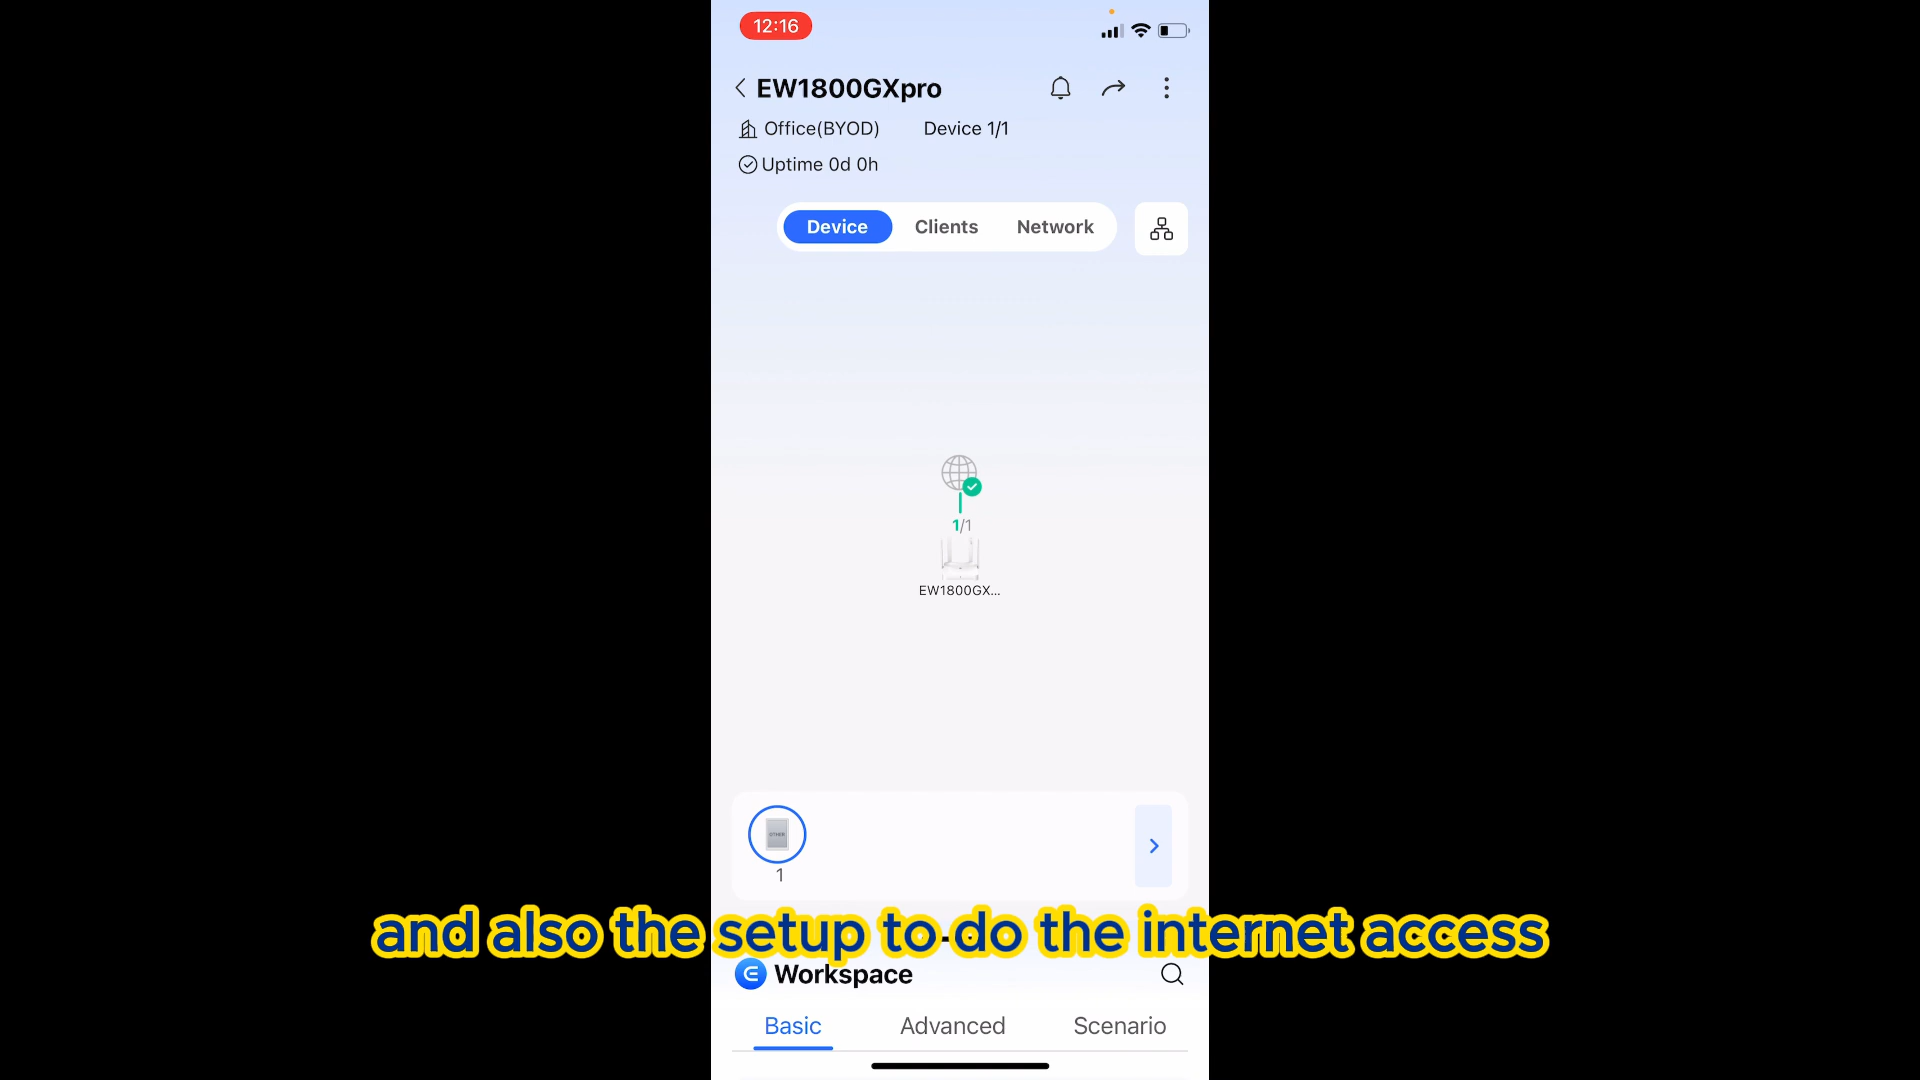 12:16
EW1800GXpro
Office(BYOD) Device 1/1
Uptime 0d 0h
Device Clients Network
1/1
EW1800GX...
OTHER
1
and also the setup to do the internet access
Workspace
Basic Advanced Scenario